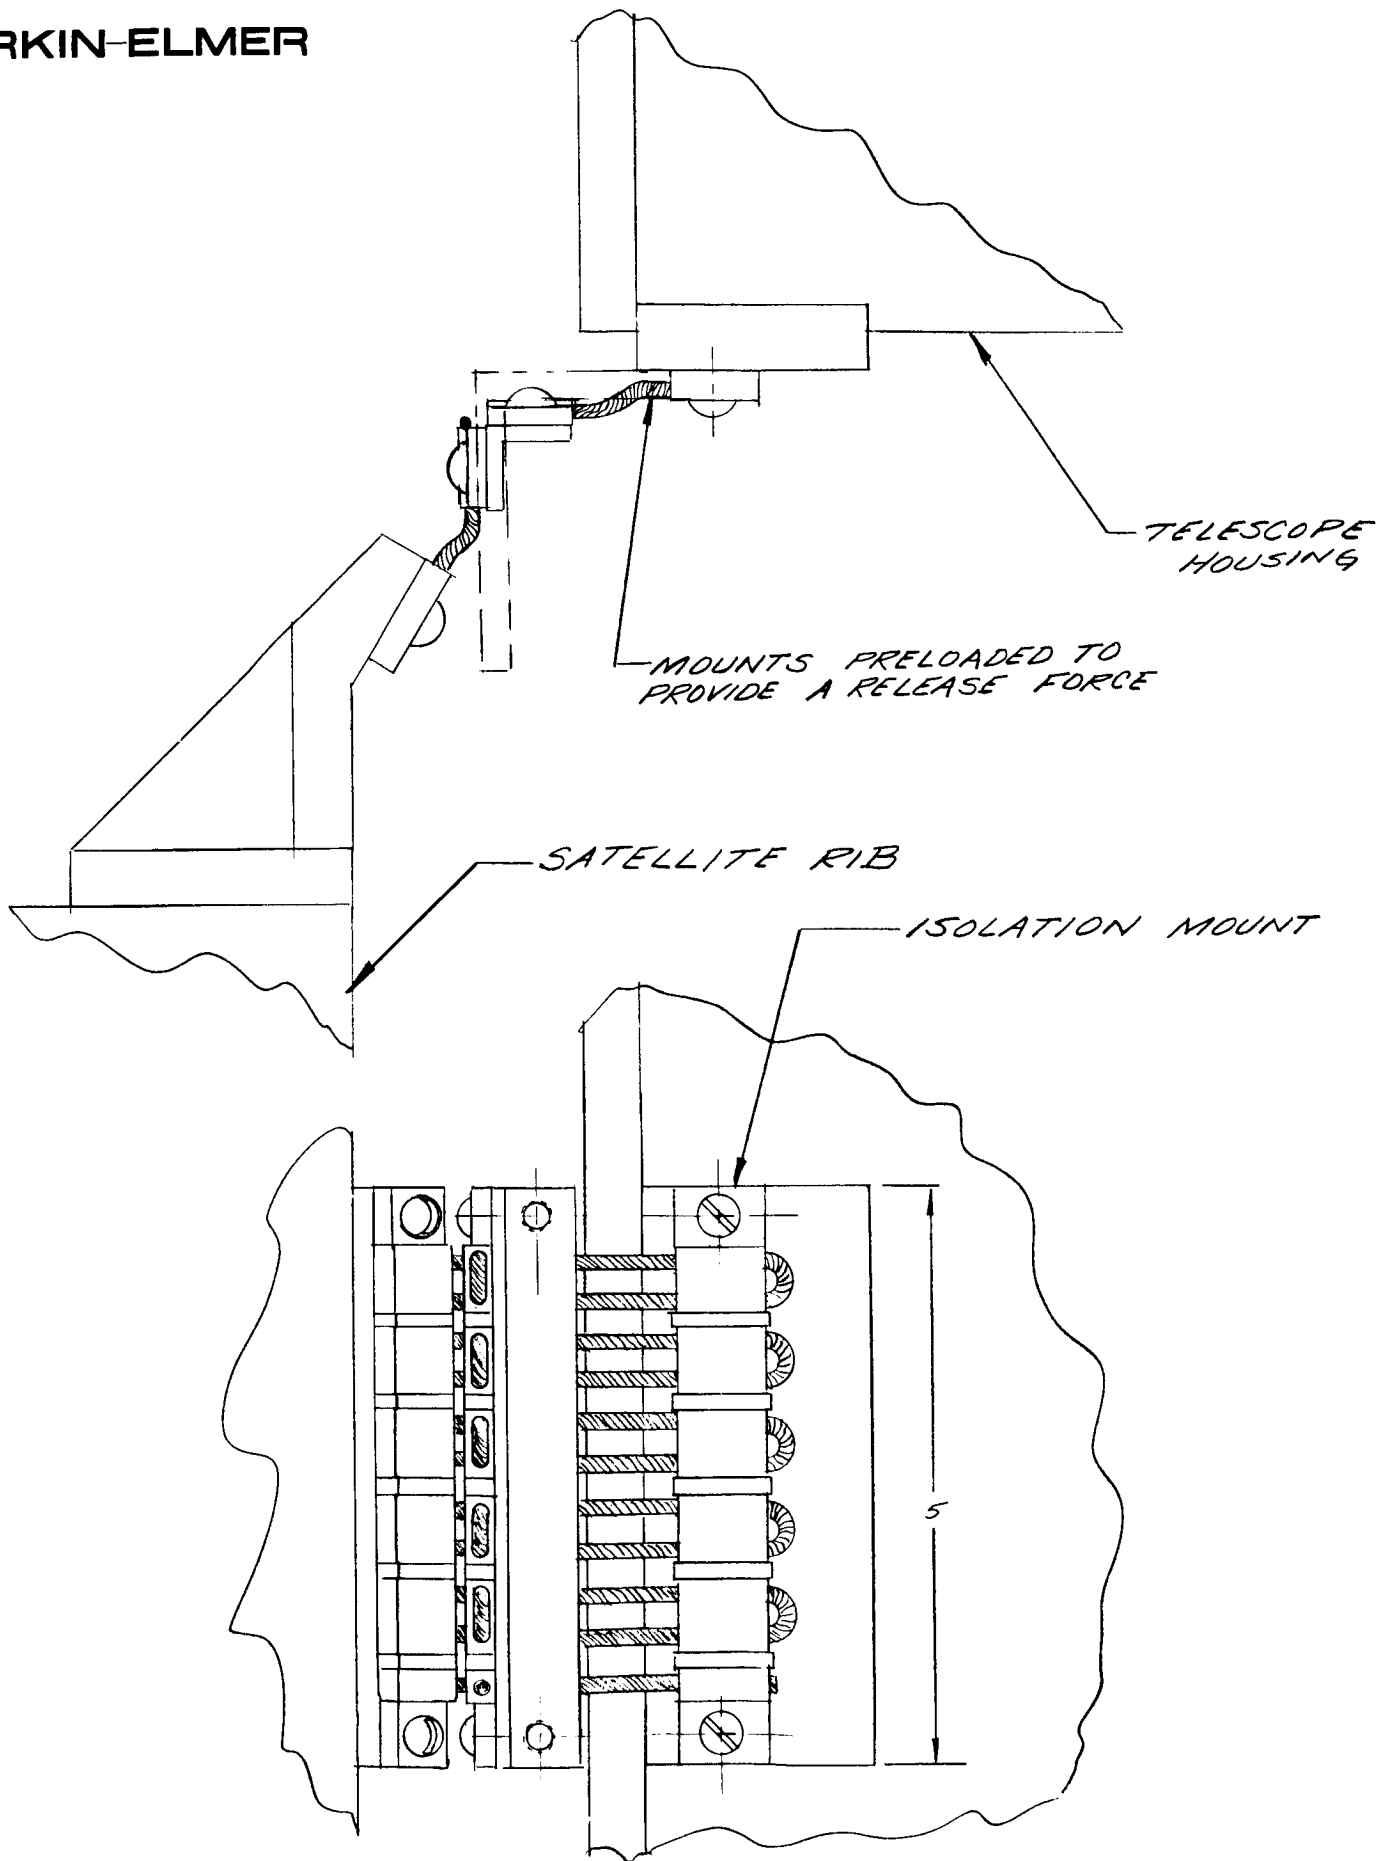 RKIN-ELMER
TELESCOPE
HOUSING
MOUNTS PRELOADED TO
PROVIDE A RELEASE FORCE
SATELLITE RIB
ISOLATION MOUNT
5